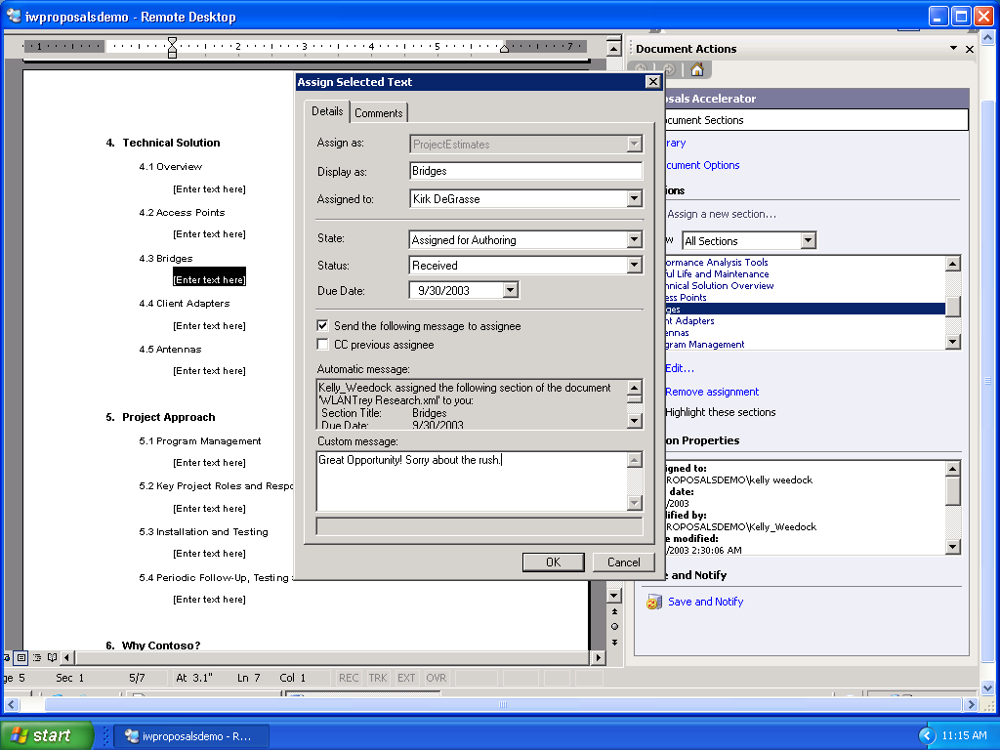 iwproposalsdemo - Remote Desktop
1 2 3 4 5 7
4. Technical Solution
4.1 Overview
[Enter text here]
4.2 Access Points
[Enter text here]
4.3 Bridges
[Enter text here]
4.4 Client Adapters
[Enter text here]
4.5 Antennas
[Enter text here]
5. Project Approach
5.1 Program Management
[Enter text here]
5.2 Key Project Roles and Respo
[Enter text here]
5.3 Installation and Testing
[Enter text here]
5.4 Periodic Follow-Up, Testing
[Enter text here]
6. Why Contoso?
Assign Selected Text
Details Comments
Assign as: ProjectEstimates
Display as: Bridges
Assigned to: Kirk DeGrasse
State: Assigned for Authoring
Status: Received
Due Date: 9/30/2003
Send the following message to assignee
CC previous assignee
Automatic message:
Kelly_Weedock assigned the following section of the document
'WLANTrey Research.xml' to you:
Section Title: Bridges
Due Date: 9/30/2003
Custom message:
Great Opportunity! Sorry about the rush.
OK Cancel
Document Actions
osals Accelerator
ocument Sections
rary
cument Options
ions
Assign a new section...
w All Sections
ormance Analysis Tools
ful Life and Maintenance
hnical Solution Overview
ess Points
ges
nt Adapters
ennas
gram Management
Edit...
Remove assignment
Highlight these sections
on Properties
igned to:
ROPOSALSDEMO\kelly weedock
date:
/2003
ified by:
ROPOSALSDEMO\Kelly_Weedock
e modified:
/2003 2:30:06 AM
e and Notify
Save and Notify
ge 5 Sec 1 5/7 At 3.1" Ln 7 Col 1 REC TRK EXT OVR
start iwproposalsdemo - R... 11:15 AM